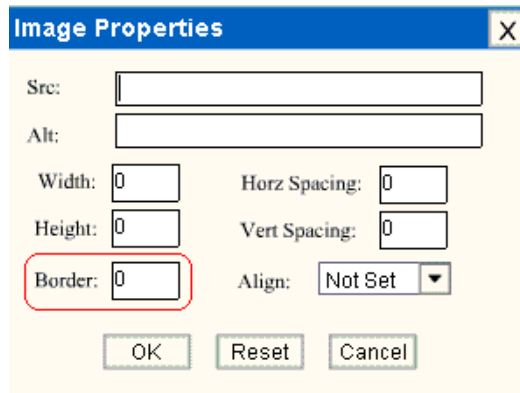 Image Properties X
Src:
Alt:
Width: 0 Horz Spacing: 0
Height: 0 Vert Spacing: 0
Border: 0 Align: Not Set
OK Reset Cancel